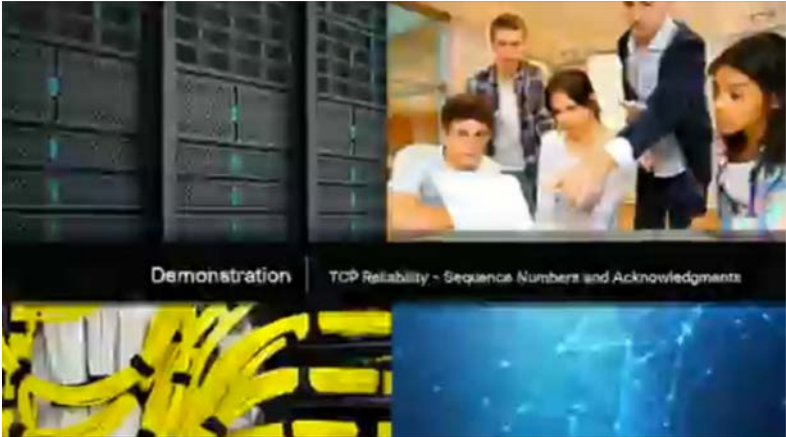 Demonstration | TCP Reliability - Sequence Numbers and Acknowledgments